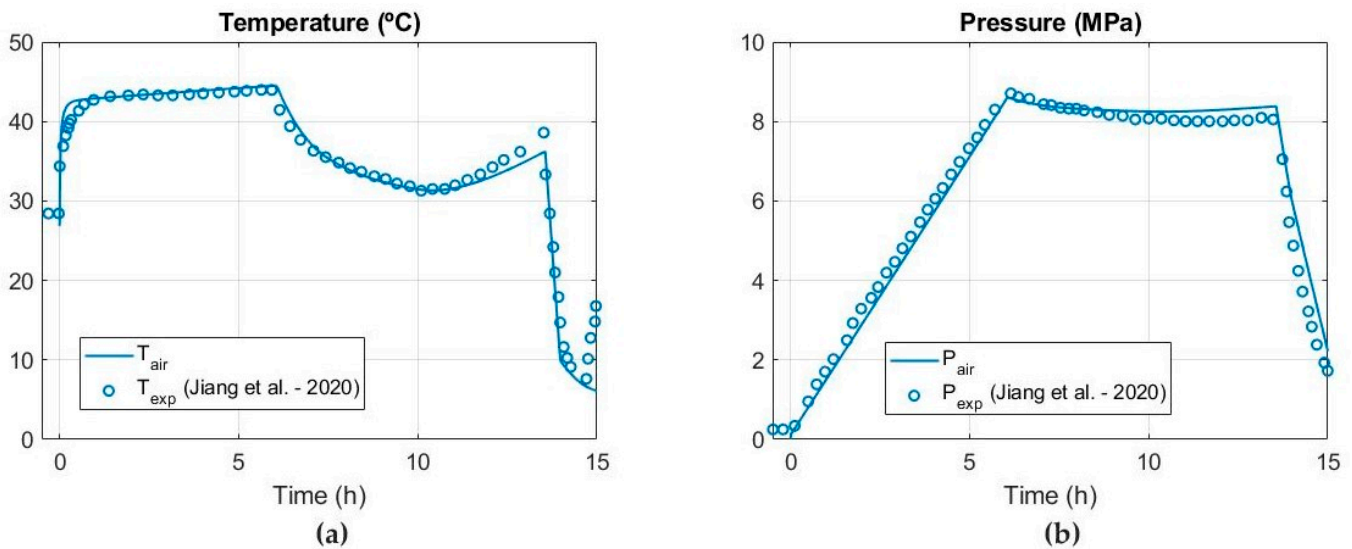 Temperature (ºC)
50
40
30
20
10
0
0
5
10
15
Time (h)
T_air
T_exp (Jiang et al. - 2020)
(a)
Pressure (MPa)
10
8
6
4
2
0
0
5
10
15
Time (h)
P_air
P_exp (Jiang et al. - 2020)
(b)